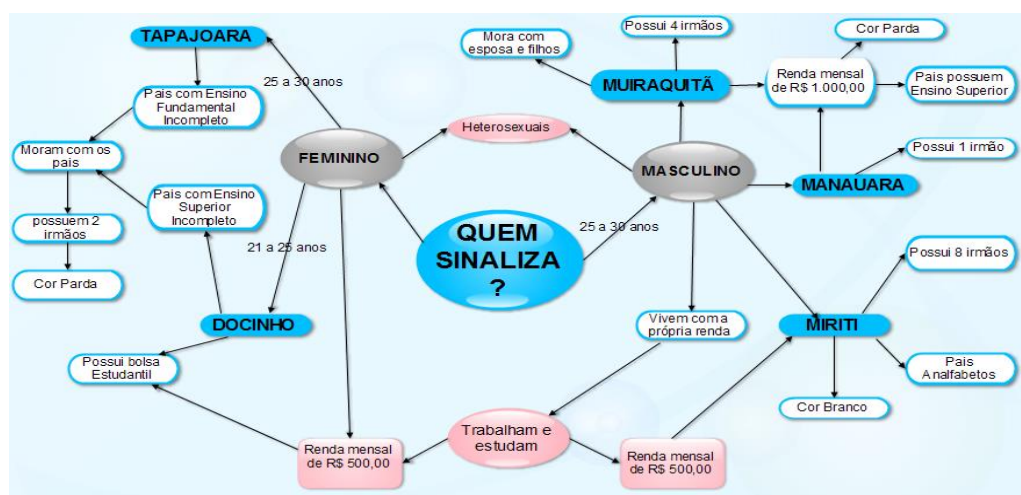 TAPAJOARA
25 a 30 anos
Pais com Ensino
Fundamental
Incompleto
Moram com os
pais
possuem 2
irmãos
Cor Parda
Pais com Ensino
Superior
Incompleto
21 a 25 anos
DOCINHO
Possui bolsa
Estudantil
FEMININO
Heterosexuais
QUEM
SINALIZA
?
25 a 30 anos
MASCULINO
Mora com
esposa e filhos
Possui 4 irmãos
MUIRAQUITÃ
Renda mensal
de R$ 1.000,00
Cor Parda
Pais possuem
Ensino Superior
Possui 1 irmão
MANAUARA
Possui 8 irmãos
MIRITI
Pais
Analfabetos
Cor Branco
Vivem com a
própria renda
Trabalham e
estudam
Renda mensal
de R$ 500,00
Renda mensal
de R$ 500,00